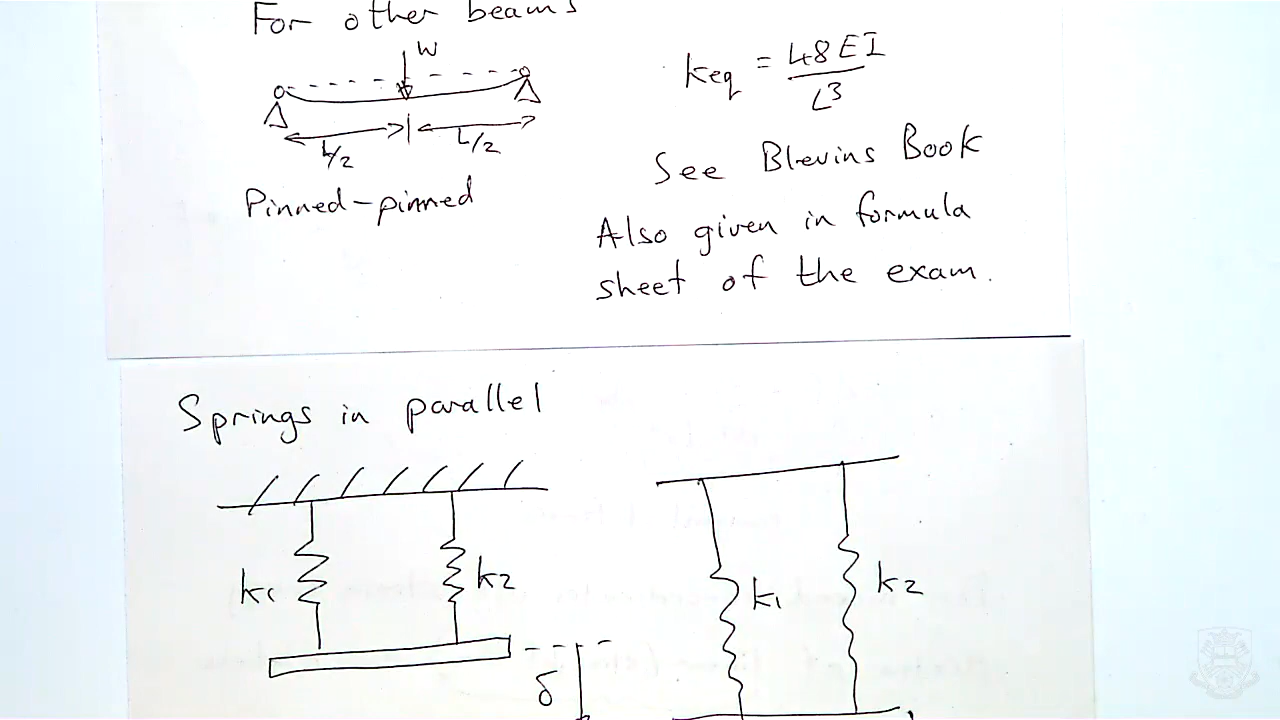 For other beams
W
keq = 48EI / L³
L/2
L/2
Pinned-pinned
See Blevins Book
Also given in formula
sheet of the exam.
Springs in parallel
k1
k2
k1
k2
δ